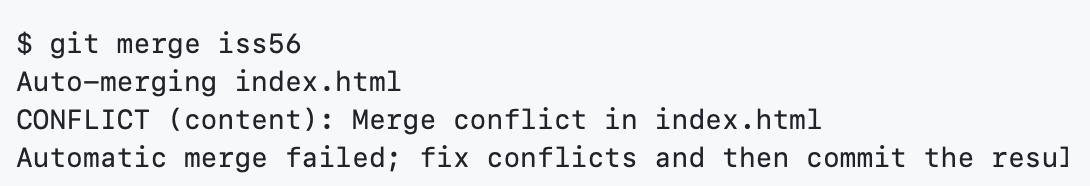 $ git merge iss56
Auto-merging index.html
CONFLICT (content): Merge conflict in index.html
Automatic merge failed; fix conflicts and then commit the resul